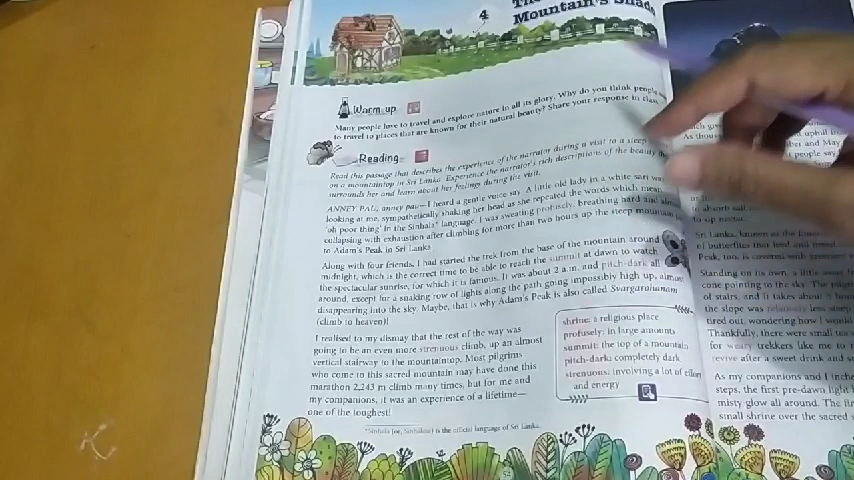 4
Mountain's Shado
Warm up
Many people love to travel and explore nature in all its glory. Why do you think people
to travel to places that are known for their natural beauty? Share your response in class.
Reading
Read this passage that describes the experience of the narrator during a visit to a
on a mountaintop in Sri Lanka. Experience the narrator's rich descriptions of the beauty
surrounds her and learn about her feelings during the visit.
ANNEY PAU, anney pau— I heard a gentle voice say. A little old lady in a white sari was
looking at me, sympathetically shaking her head as she repeated the words which mean
'oh poor thing' in the Sinhala* language. I was sweating profusely, breathing hard and
collapsing with exhaustion after climbing for more than two hours up the steep mountain
to Adam's Peak in Sri Lanka.
Along with four friends, I had started the trek from the base of the mountain around
midnight, which is the correct time to be able to reach the summit at dawn to watch
the spectacular sunrise, for which it is famous. It was about 2 a.m. and pitch-dark all
around, except for a snaking row of lights along the path going impossibly high up, almost
disappearing into the sky. Maybe, that is why Adam's Peak is also called Svargarohanam
(climb to heaven)!
I realised to my dismay that the rest of the way was
going to be an even more strenuous climb, up an almost
vertical stairway to the mountaintop. Most pilgrims
who come to this sacred mountain may have done this
marathon 2,243 m climb many times, but for me and
my companions, it was an experience of a lifetime—
one of the toughest!
shrine: a religious place
profusely: in large amounts
summit: the top of a mountain
pitch-dark: completely dark
strenuous: involving a lot of effort
and energy
is the official language of Sri Lanka.
people say
to absorb salt
Sri Lanka, known as the
of butterflies that feed and
Peak, too, is covered with
Standing on its own, a little away
cone pointing to the sky. The
of stairs, and it takes about
the slope was relatively less steep
tired out, wondering how I would
Thankfully, there were small tea
for weary trekkers like me to
revive after a sweet drink and
As my companions and I inche
steps, the first pre-dawn light
misty glow all around. The fir
small shrine over the sacred